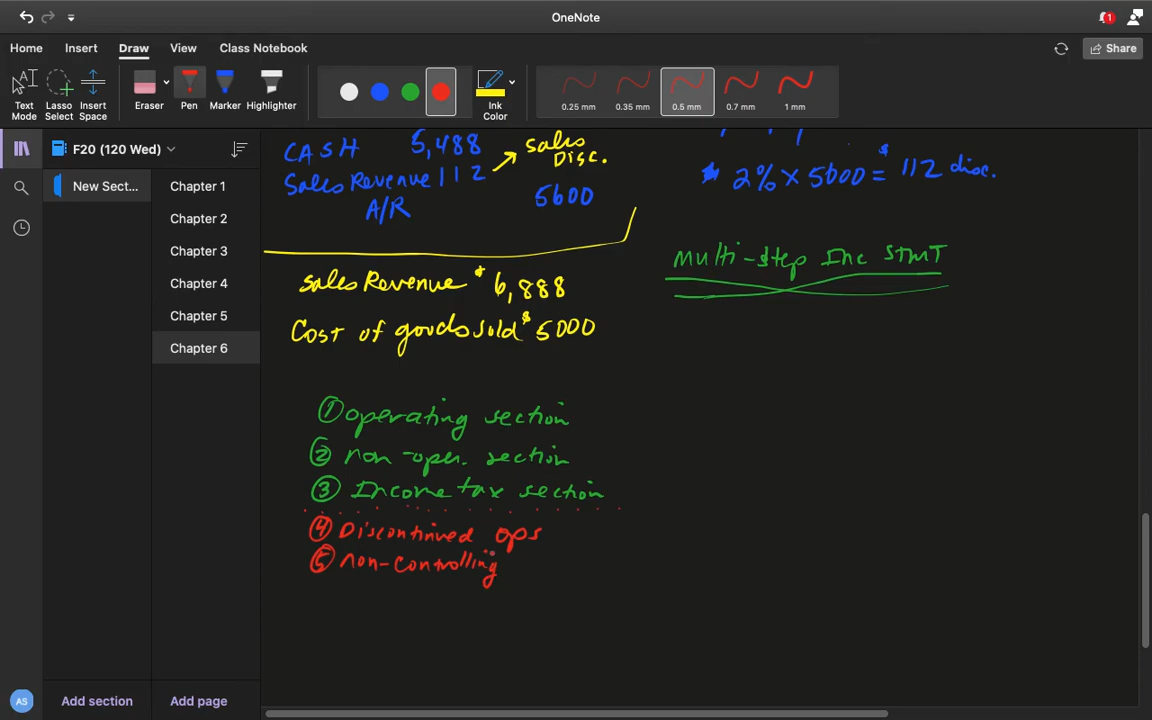 OneNote
1
Home Insert Draw View Class Notebook
Share
Text Mode
Lasso Select
Insert Space
Eraser
Pen
Marker
Highlighter
Ink Color
0.25 mm
0.35 mm
0.5 mm
0.7 mm
1 mm
F20 (120 Wed)
New Sect...
Chapter 1
Chapter 2
Chapter 3
Chapter 4
Chapter 5
Chapter 6
AS
Add section
Add page
CASH 5,488
Sales Revenue 112 → Sales Disc.
A/R 5600
Sales Revenue $ 6,888
Cost of goods sold $ 5000
① operating section
② non-oper. section
③ Income tax section
④ Discontinued ops
⑤ non-controlling
2% x 5600 = $ 112 disc.
Multi-step Inc STMT